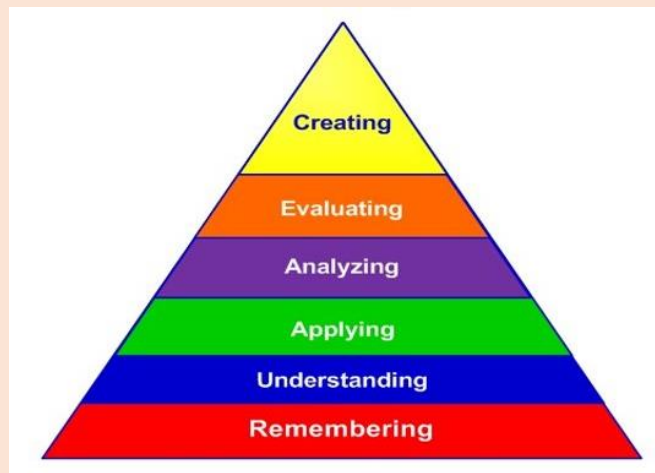 Creating
Evaluating
Analyzing
Applying
Understanding
Remembering